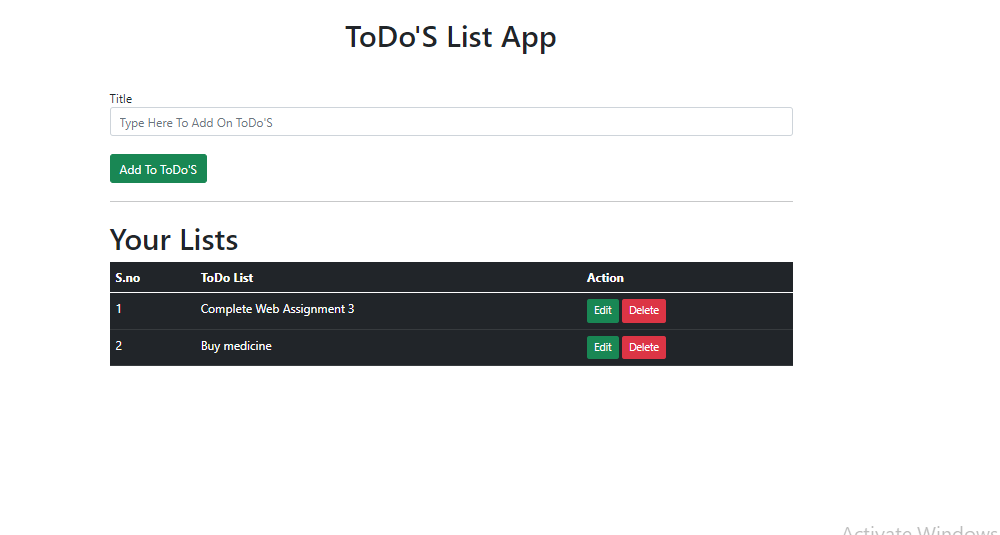 ToDo'S List App
Title
Type Here To Add On ToDo'S
Add To ToDo'S
Your Lists
S.no ToDo List Action
1 Complete Web Assignment 3 Edit Delete
2 Buy medicine Edit Delete
Activate Windows